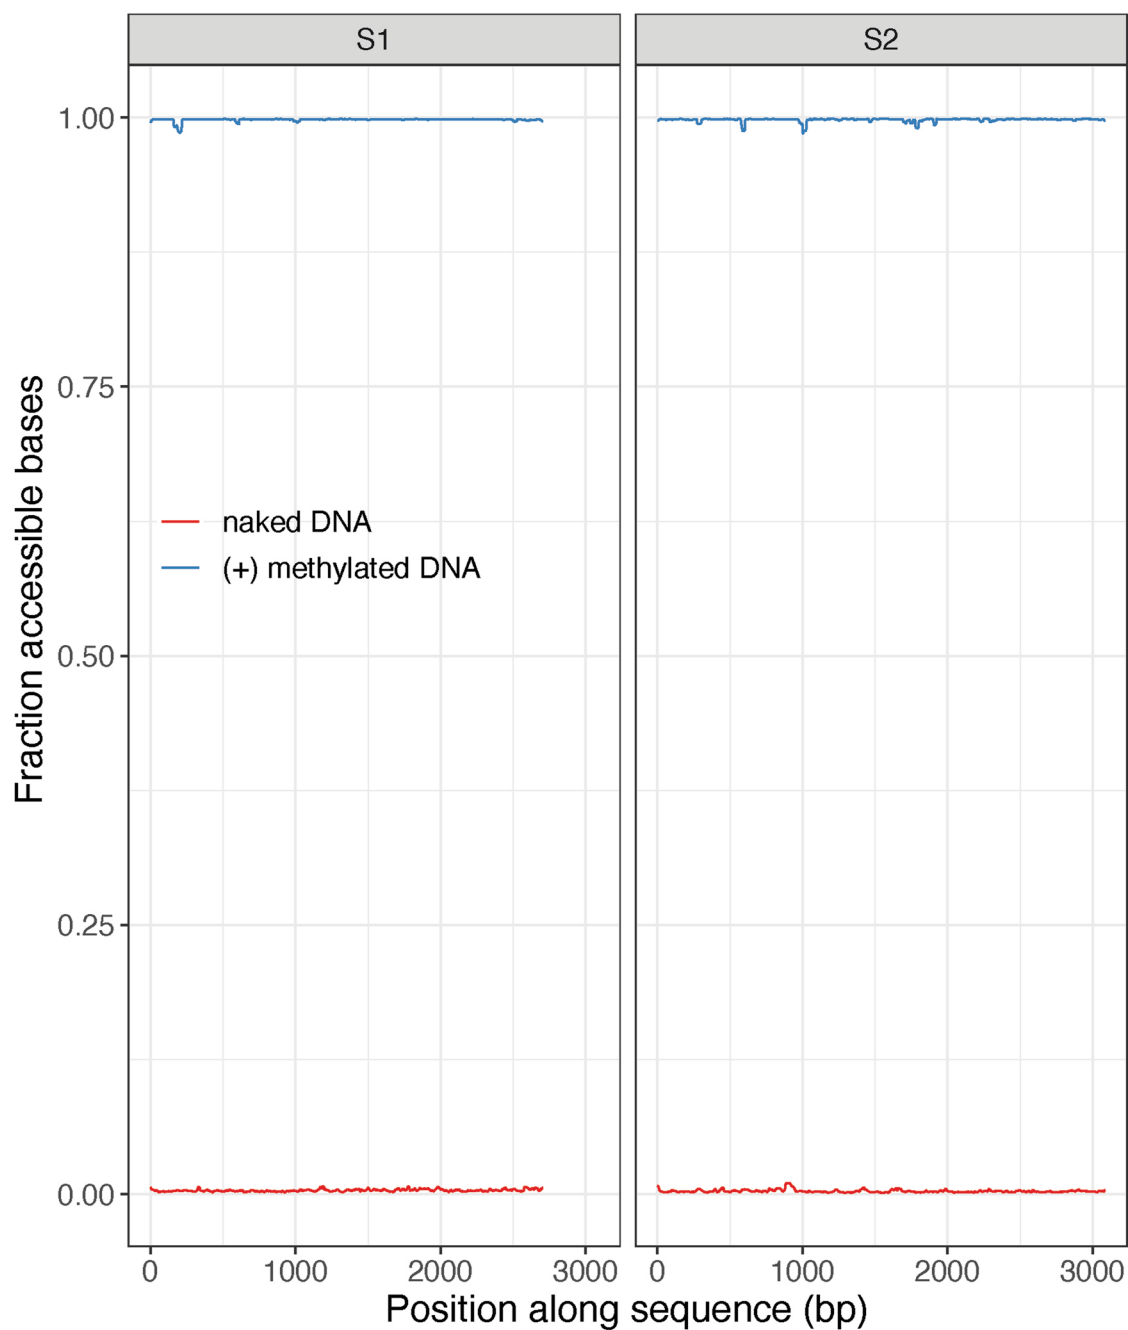 S1 S2
1.00
0.75
Fraction accessible bases
naked DNA
(+) methylated DNA
0.50
0.25
0.00
0 1000 2000 3000 0 1000 2000 3000
Position along sequence (bp)